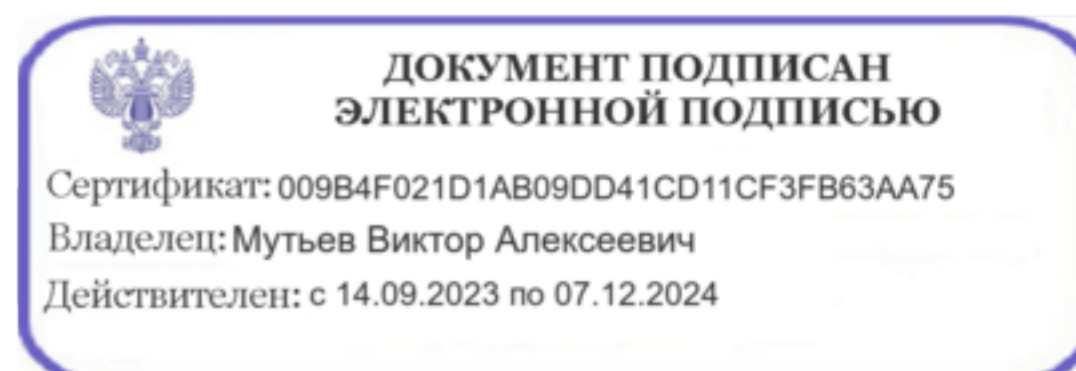 ДОКУМЕНТ ПОДПИСАН
ЭЛЕКТРОННОЙ ПОДПИСЬЮ
Сертификат: 009B4F021D1AB09DD41CD11CF3FB63AA75
Владелец: Мутьев Виктор Алексеевич
Действителен: с 14.09.2023 по 07.12.2024